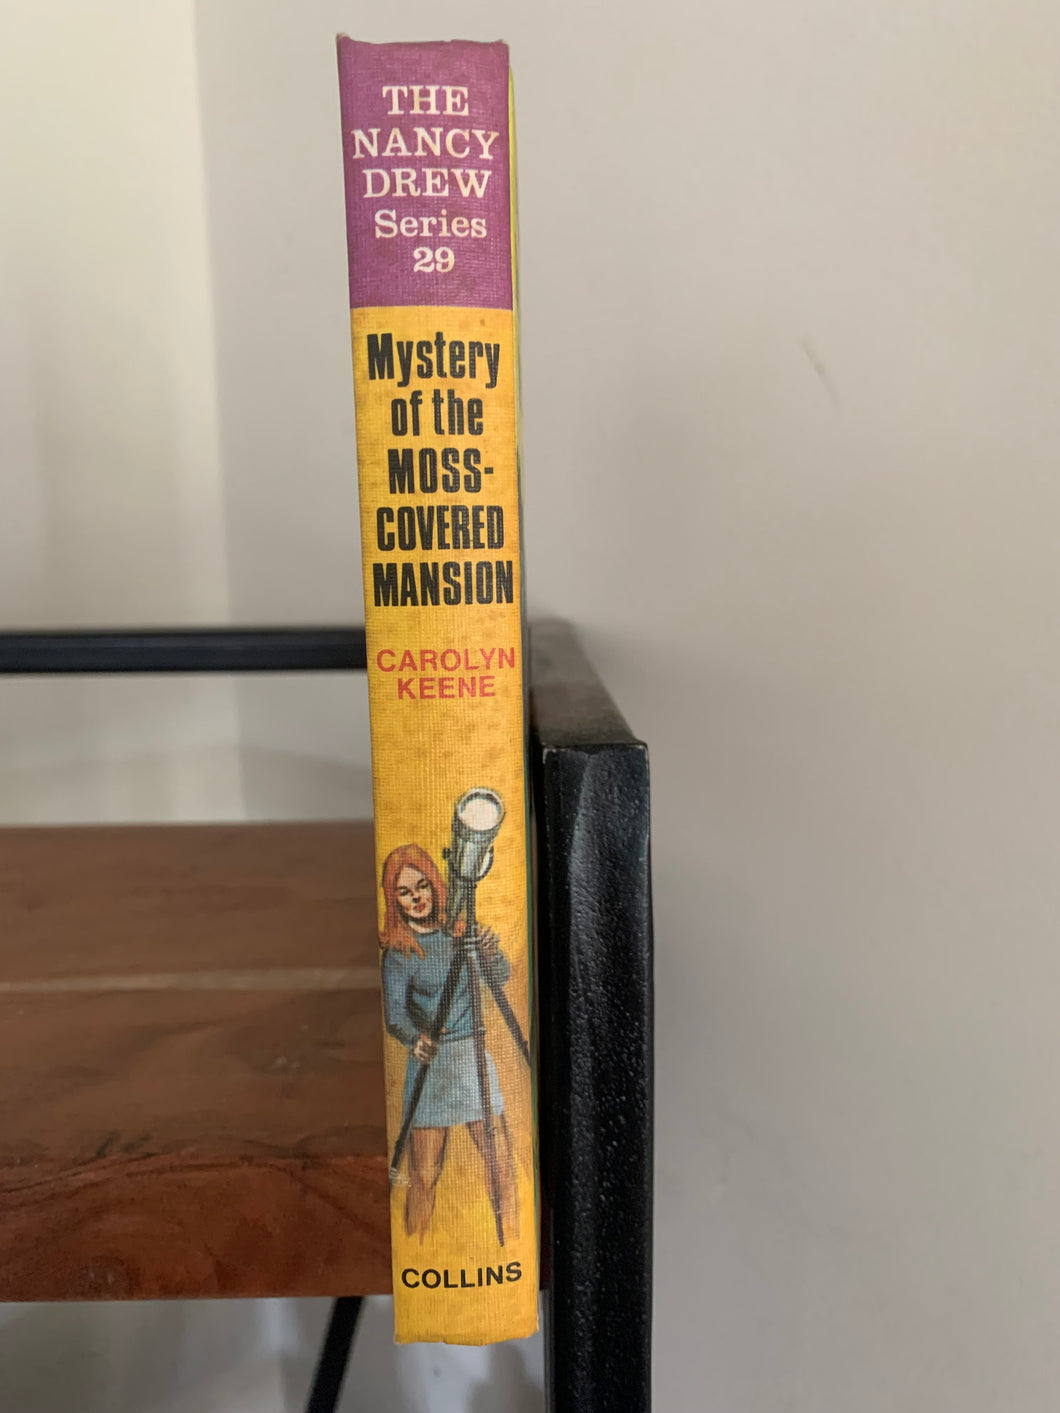 THE
NANCY
DREW
Series
29
Mystery
of the
MOSS-
COVERED
MANSION
CAROLYN
KEENE
COLLINS